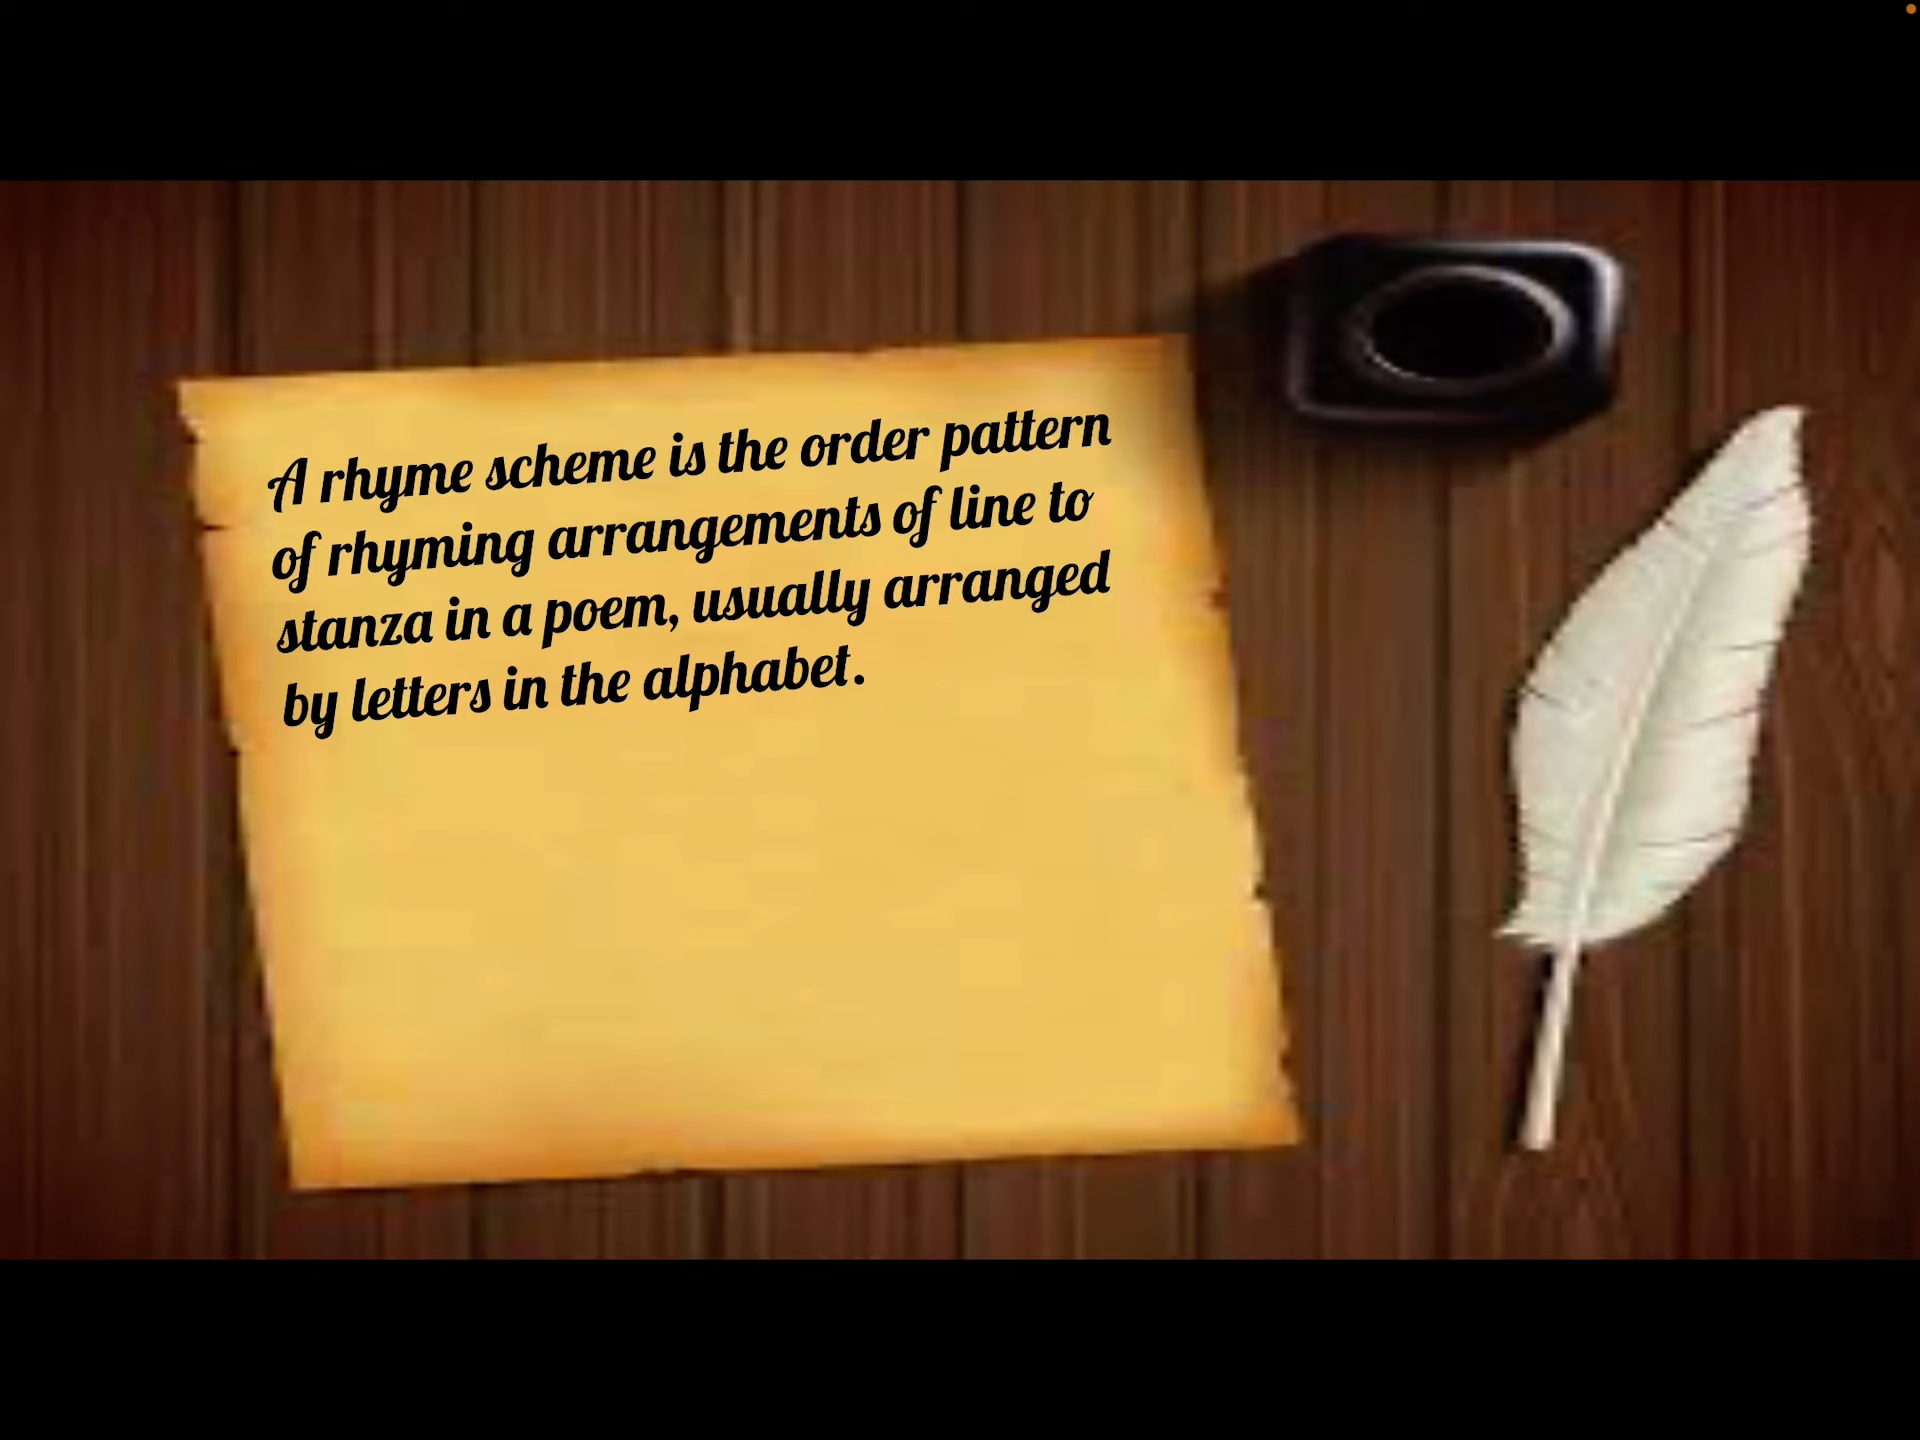 A rhyme scheme is the order pattern
of rhyming arrangements of line to
stanza in a poem, usually arranged
by letters in the alphabet.